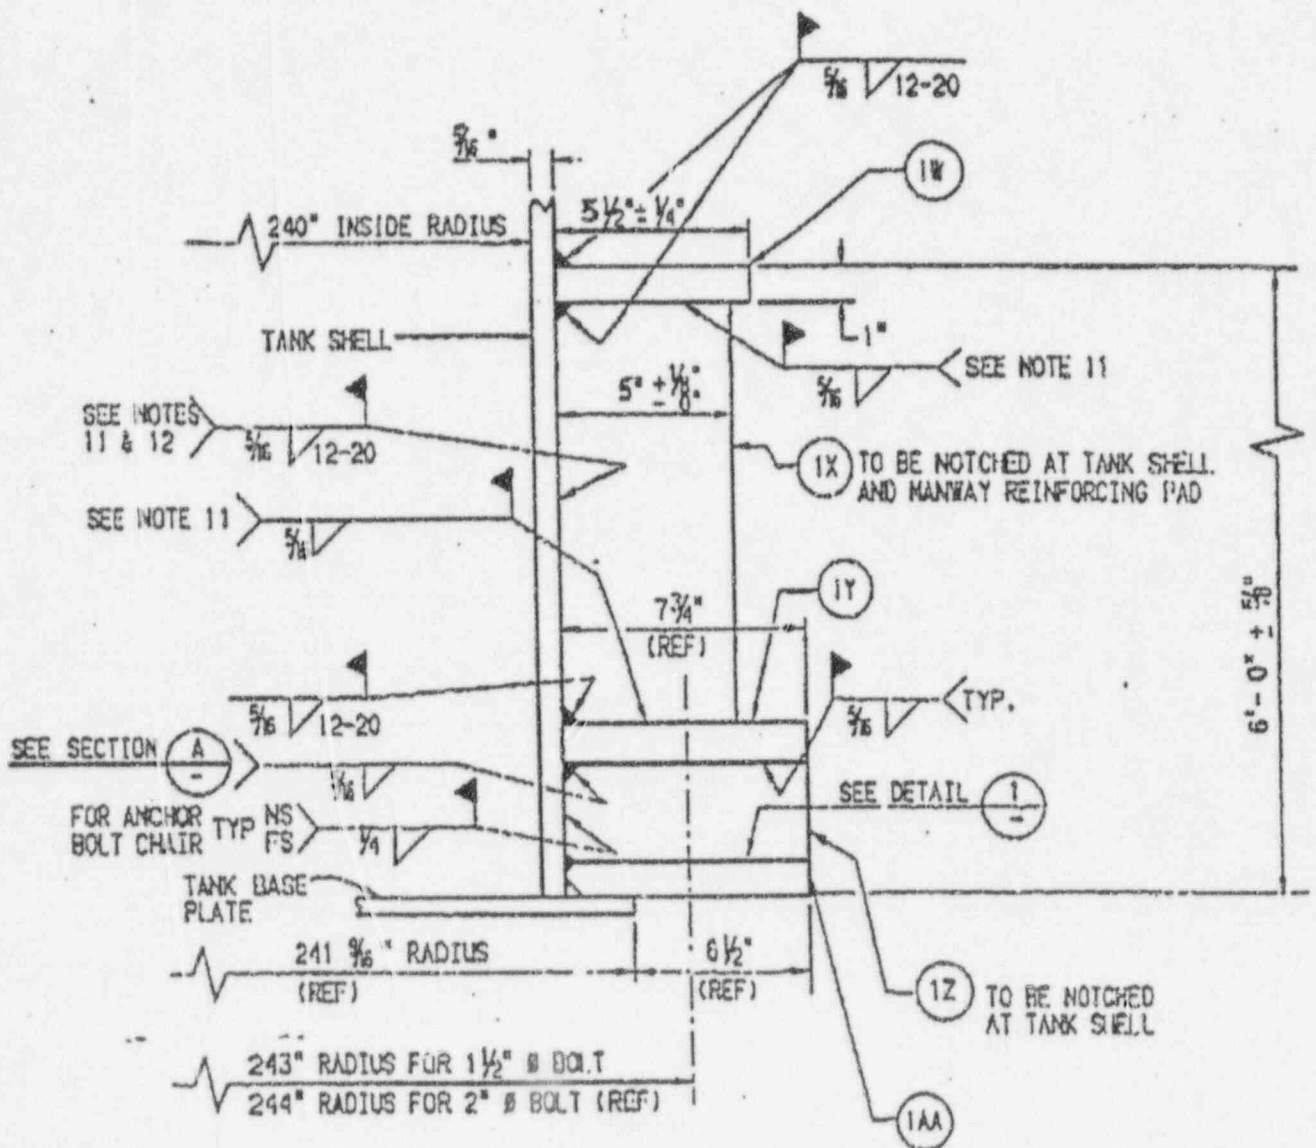 5/16 12-20
5/16"
1W
5 1/2" ± 1/4"
240" INSIDE RADIUS
TANK SHELL
1"
5/16 SEE NOTE 11
5" + 1/8" - 0"
SEE NOTES
11 & 12
5/16 12-20
1X TO BE NOTCHED AT TANK SHELL
AND MANWAY REINFORCING PAD
SEE NOTE 11
5/16
1Y
7 3/4"
(REF)
5/16 12-20
5/16 TYP.
SEE SECTION A
-
SEE DETAIL 1
-
FOR ANCHOR
BOLT CHAIR
TYP NS
FS
1/4
TANK BASE
PLATE
241 9/16" RADIUS
(REF)
6 1/2"
(REF)
1Z TO BE NOTCHED
AT TANK SHELL
243" RADIUS FOR 1 1/2" Ø BOLT
244" RADIUS FOR 2" Ø BOLT (REF)
1AA